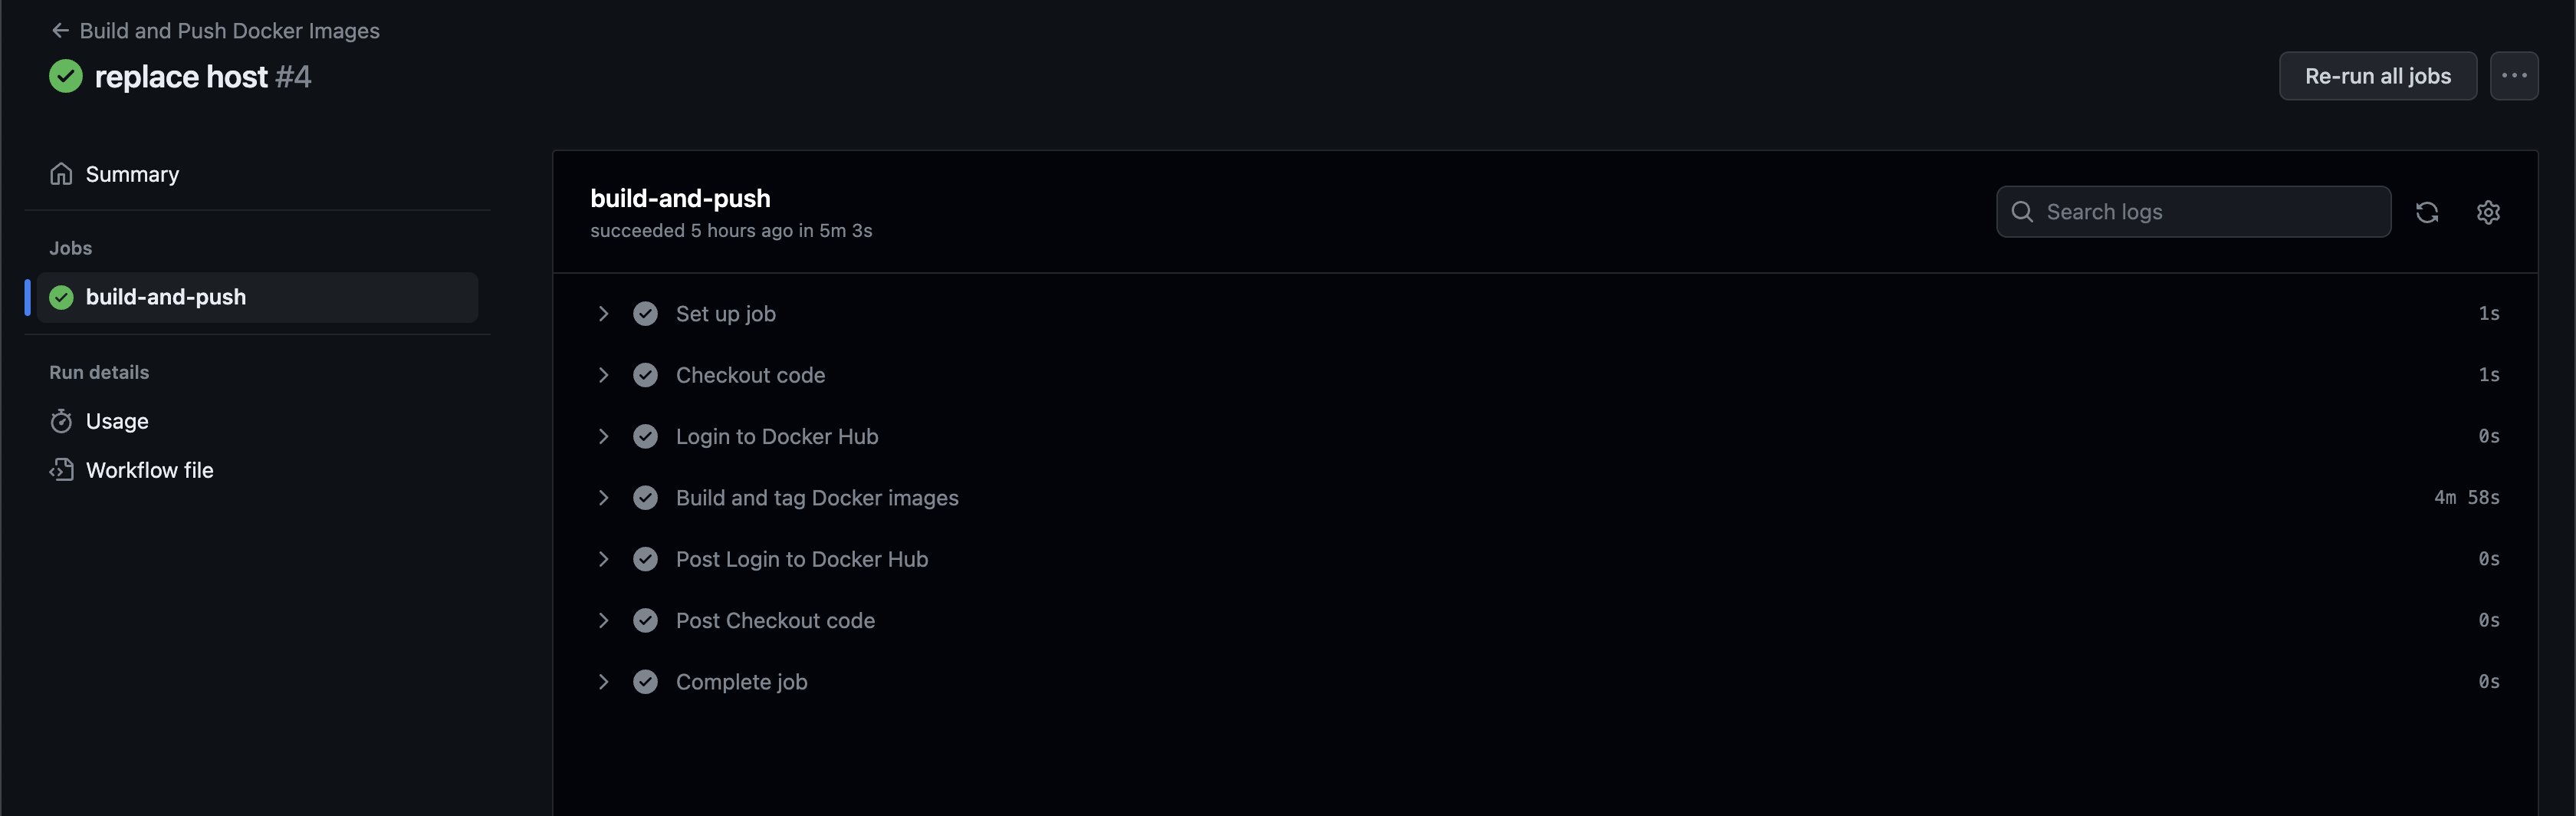 Build and Push Docker Images
replace host #4
Re-run all jobs
Summary
Jobs
build-and-push
Run details
Usage
Workflow file
build-and-push
succeeded 5 hours ago in 5m 3s
Search logs
Set up job 1s
Checkout code 1s
Login to Docker Hub 0s
Build and tag Docker images 4m 58s
Post Login to Docker Hub 0s
Post Checkout code 0s
Complete job 0s